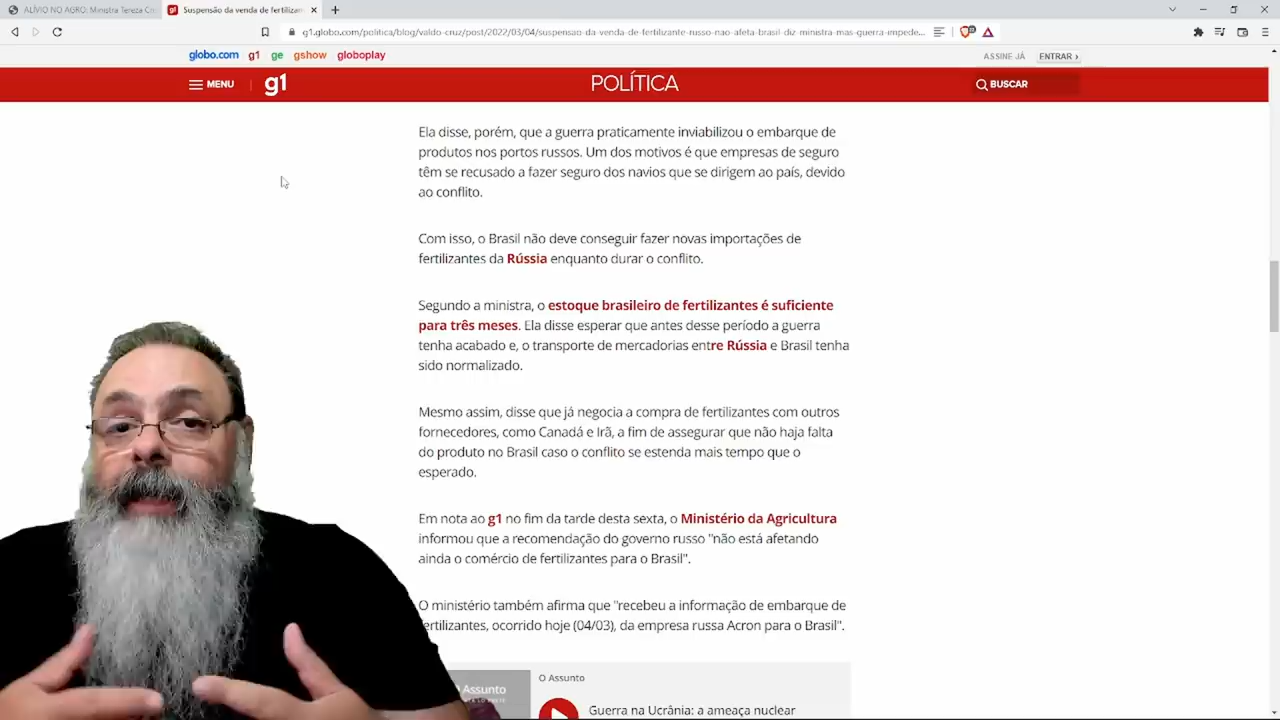 ALÍVIO NO AGRO: Ministra Tereza Cri
Suspensão da venda de fertilizan
g1.globo.com/politica/blog/valdo-cruz/post/2022/03/04/suspensao-da-venda-de-fertilizante-russo-nao-afeta-brasil-diz-ministra-mas-guerra-impede...
globo.com g1 ge gshow globoplay
ASSINE JÁ ENTRAR ›
MENU g1 POLÍTICA BUSCAR
Ela disse, porém, que a guerra praticamente inviabilizou o embarque de
produtos nos portos russos. Um dos motivos é que empresas de seguro
têm se recusado a fazer seguro dos navios que se dirigem ao país, devido
ao conflito.
Com isso, o Brasil não deve conseguir fazer novas importações de
fertilizantes da Rússia enquanto durar o conflito.
Segundo a ministra, o estoque brasileiro de fertilizantes é suficiente
para três meses. Ela disse esperar que antes desse período a guerra
tenha acabado e, o transporte de mercadorias entre Rússia e Brasil tenha
sido normalizado.
Mesmo assim, disse que já negocia a compra de fertilizantes com outros
fornecedores, como Canadá e Irã, a fim de assegurar que não haja falta
do produto no Brasil caso o conflito se estenda mais tempo que o
esperado.
Em nota ao g1 no fim da tarde desta sexta, o Ministério da Agricultura
informou que a recomendação do governo russo "não está afetando
ainda o comércio de fertilizantes para o Brasil".
O ministério também afirma que "recebeu a informação de embarque de
fertilizantes, ocorrido hoje (04/03), da empresa russa Acron para o Brasil".
O Assunto
Assunto
Guerra na Ucrânia: a ameaça nuclear